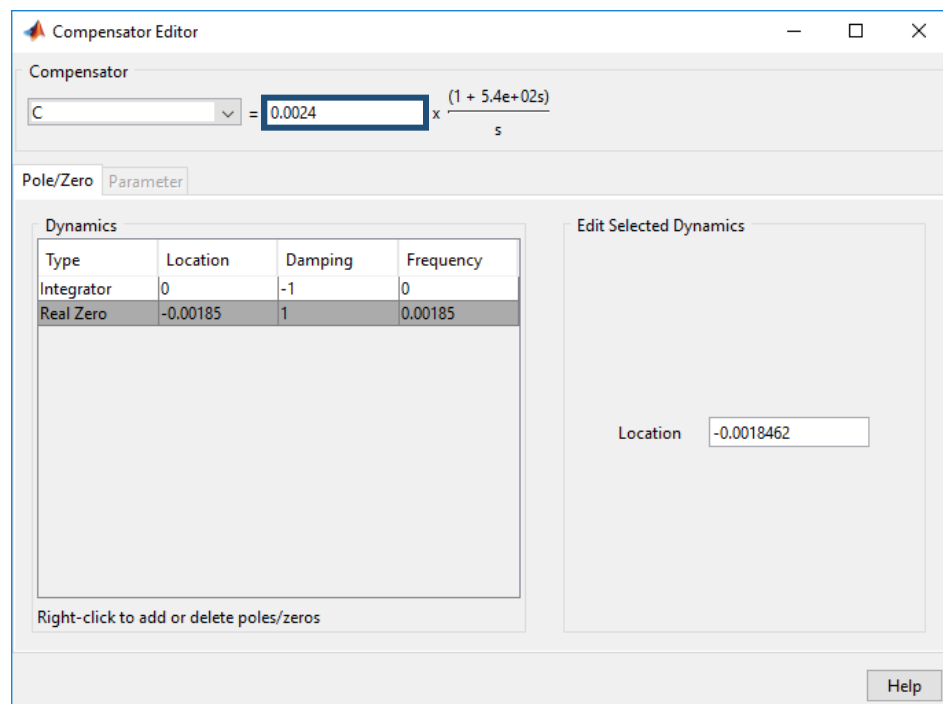 Compensator Editor
Compensator
C = 0.0024 x (1 + 5.4e+02s)
s
Pole/Zero Parameter
Dynamics
Type Location Damping Frequency
Integrator 0 -1 0
Real Zero -0.00185 1 0.00185
Right-click to add or delete poles/zeros
Edit Selected Dynamics
Location -0.0018462
Help